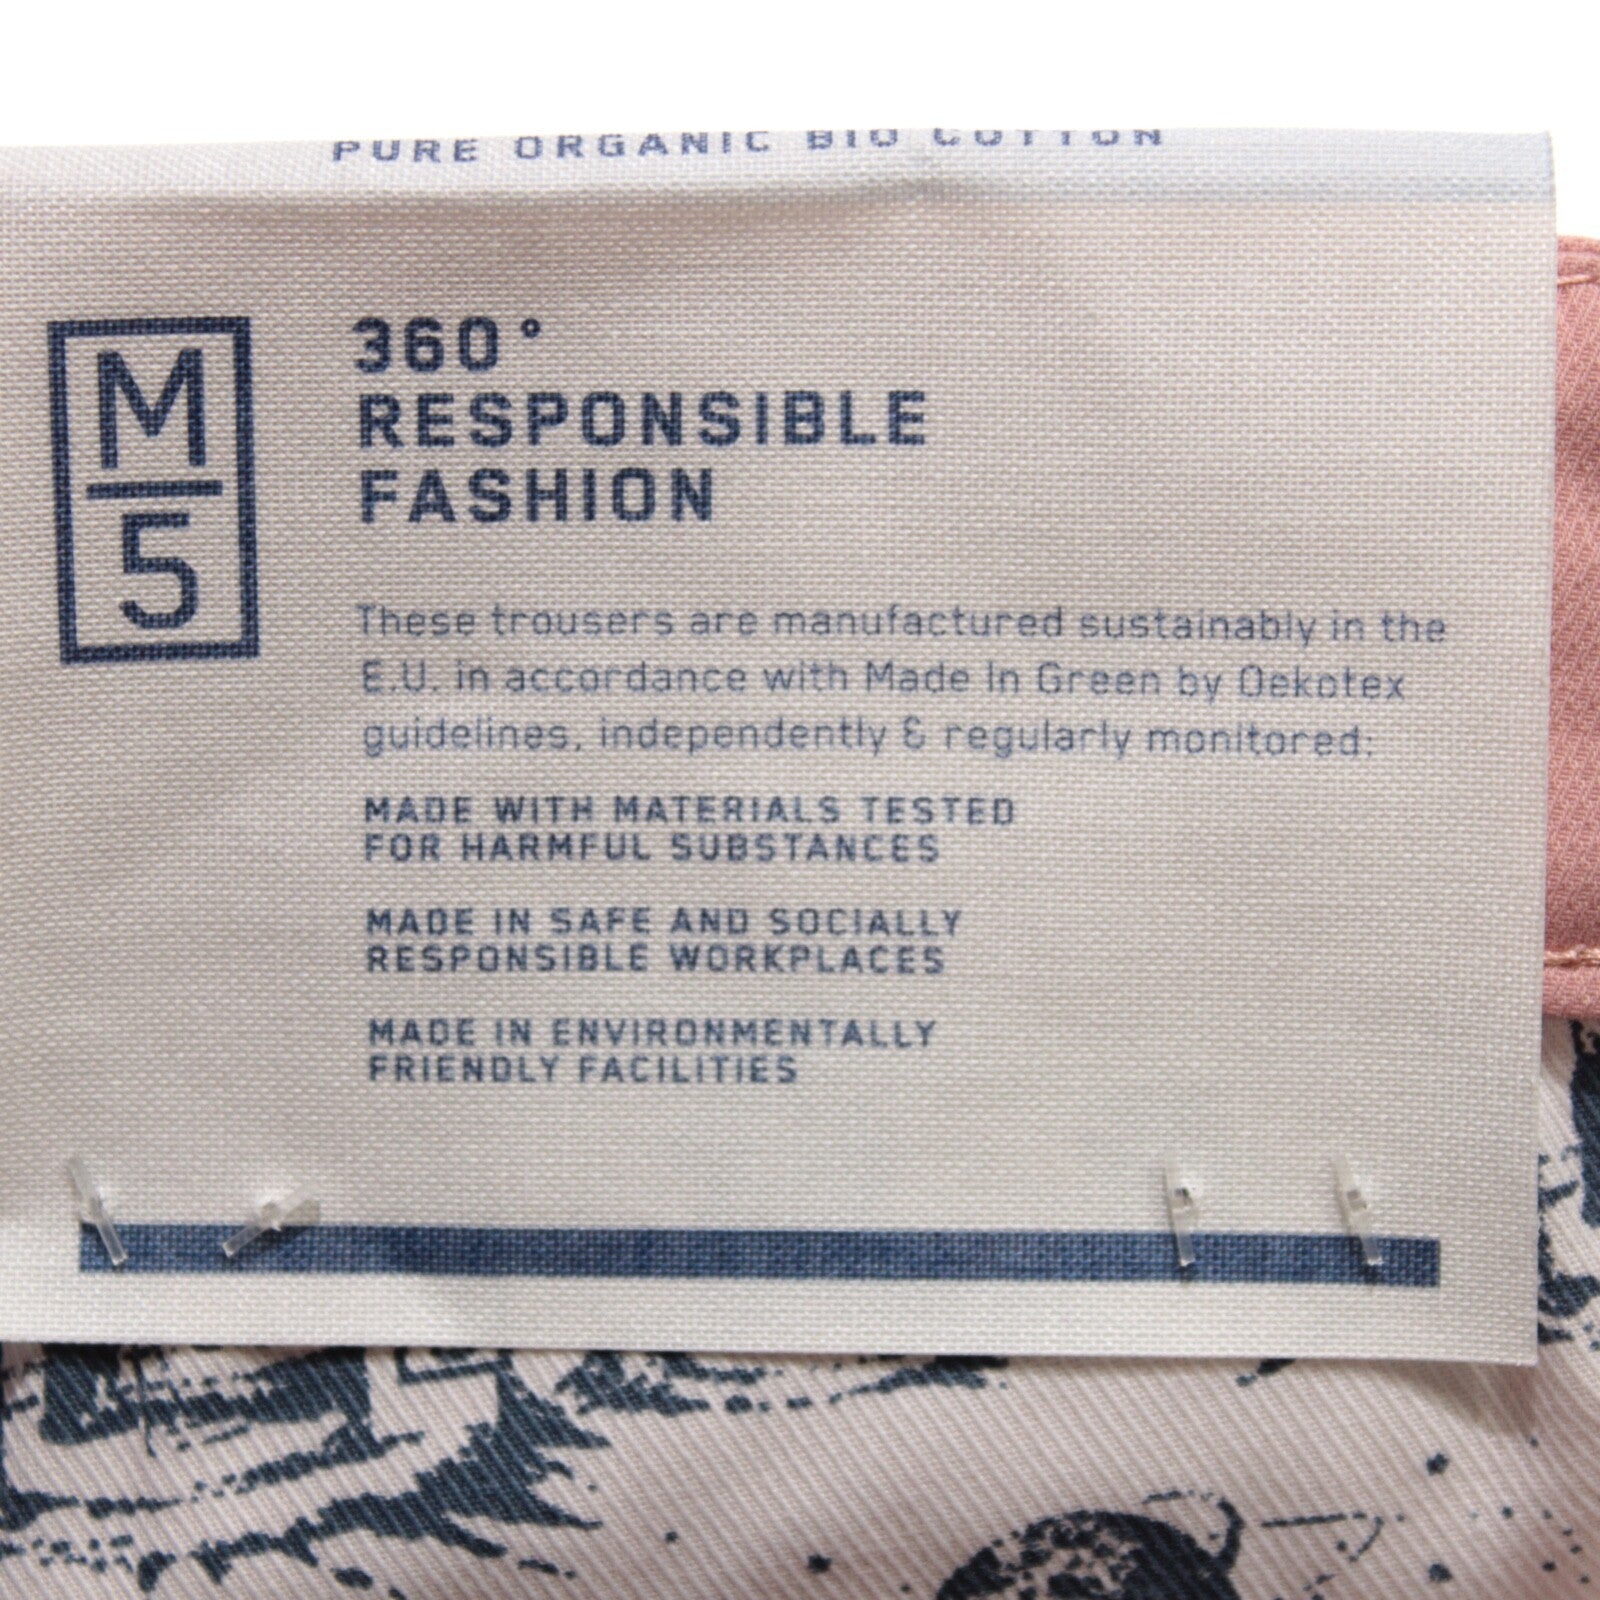 PURE ORGANIC BIO COTTON
M
5
360°
RESPONSIBLE
FASHION
These trousers are manufactured sustainably in the
E.U. in accordance with Made In Green by Oekotex
guidelines, independently & regularly monitored:
MADE WITH MATERIALS TESTED
FOR HARMFUL SUBSTANCES
MADE IN SAFE AND SOCIALLY
RESPONSIBLE WORKPLACES
MADE IN ENVIRONMENTALLY
FRIENDLY FACILITIES